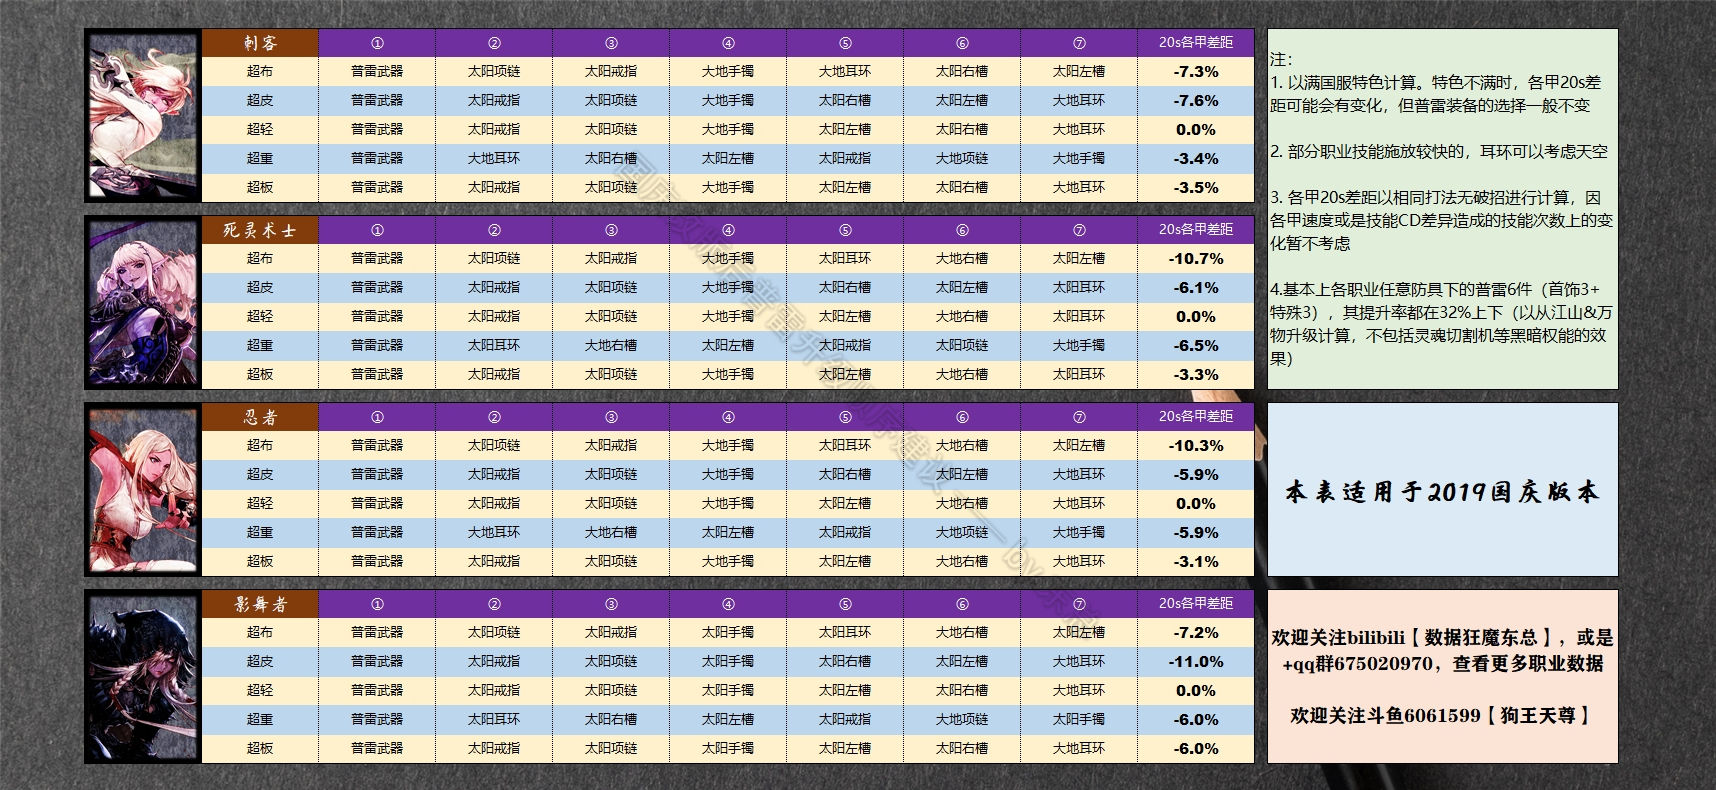 刺客 ① ② ③ ④ ⑤ ⑥ ⑦ 20s各甲差距
超布 普雷武器 太阳项链 太阳戒指 大地手镯 大地耳环 太阳右槽 太阳左槽 -7.3%
超皮 普雷武器 太阳戒指 太阳项链 大地手镯 太阳右槽 太阳左槽 大地耳环 -7.6%
超轻 普雷武器 太阳戒指 太阳项链 大地手镯 太阳左槽 太阳右槽 大地耳环 0.0%
超重 普雷武器 大地耳环 太阳右槽 太阳左槽 太阳戒指 大地项链 大地手镯 -3.4%
超板 普雷武器 太阳戒指 太阳项链 大地手镯 太阳左槽 太阳右槽 大地耳环 -3.5%
死灵术士 ① ② ③ ④ ⑤ ⑥ ⑦ 20s各甲差距
超布 普雷武器 太阳项链 太阳戒指 大地手镯 太阳耳环 大地右槽 太阳左槽 -10.7%
超皮 普雷武器 太阳戒指 太阳项链 大地手镯 大地右槽 太阳左槽 太阳耳环 -6.1%
超轻 普雷武器 太阳戒指 太阳项链 大地手镯 太阳左槽 大地右槽 太阳耳环 0.0%
超重 普雷武器 太阳耳环 大地右槽 太阳左槽 太阳戒指 太阳项链 大地手镯 -6.5%
超板 普雷武器 太阳戒指 太阳项链 大地手镯 太阳左槽 大地右槽 太阳耳环 -3.3%
忍者 ① ② ③ ④ ⑤ ⑥ ⑦ 20s各甲差距
超布 普雷武器 太阳项链 太阳戒指 大地手镯 太阳耳环 大地右槽 太阳左槽 -10.3%
超皮 普雷武器 太阳戒指 太阳项链 大地手镯 太阳右槽 太阳左槽 大地耳环 -5.9%
超轻 普雷武器 太阳戒指 太阳项链 大地手镯 太阳左槽 大地右槽 大地耳环 0.0%
超重 普雷武器 大地耳环 大地右槽 太阳左槽 太阳戒指 大地项链 大地手镯 -5.9%
超板 普雷武器 太阳戒指 太阳项链 大地手镯 太阳左槽 大地右槽 大地耳环 -3.1%
影舞者 ① ② ③ ④ ⑤ ⑥ ⑦ 20s各甲差距
超布 普雷武器 太阳项链 太阳戒指 太阳手镯 太阳耳环 大地右槽 太阳左槽 -7.2%
超皮 普雷武器 太阳戒指 太阳项链 太阳手镯 太阳右槽 太阳左槽 大地耳环 -11.0%
超轻 普雷武器 太阳戒指 太阳项链 太阳手镯 太阳左槽 太阳右槽 大地耳环 0.0%
超重 普雷武器 太阳耳环 太阳右槽 太阳左槽 太阳戒指 大地项链 太阳手镯 -6.0%
超板 普雷武器 太阳戒指 太阳项链 太阳手镯 太阳左槽 太阳右槽 大地耳环 -6.0%
注：
1. 以满国服特色计算。特色不满时，各甲20s差
距可能会有变化，但普雷装备的选择一般不变
2. 部分职业技能施放较快的，耳环可以考虑天空
3. 各甲20s差距以相同打法无破招进行计算，因
各甲速度或是技能CD差异造成的技能次数上的变
化暂不考虑
4.基本上各职业任意防具下的普雷6件（首饰3+
特殊3），其提升率都在32%上下（以从江山&万
物升级计算，不包括灵魂切割机等黑暗权能的效
果）
本表适用于2019国庆版本
欢迎关注bilibili【数据狂魔东总】，或是
+qq群675020970，查看更多职业数据
欢迎关注斗鱼6061599【狗王天尊】